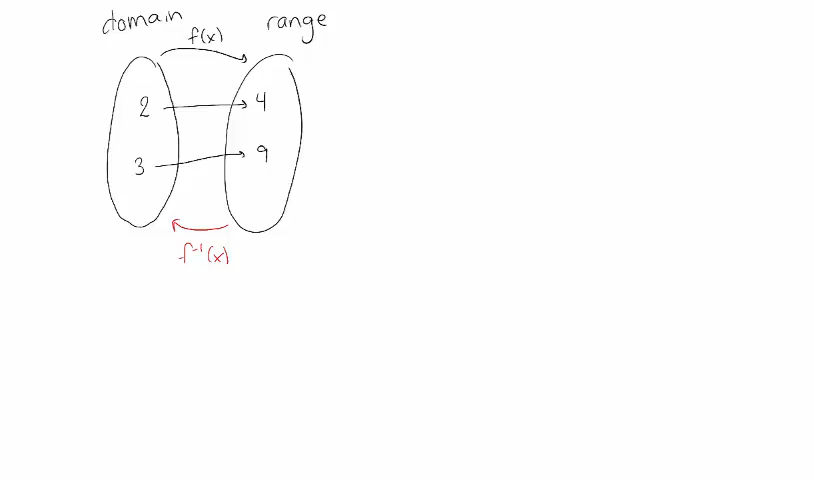 domain range
f(x)
2 4
3 9
f⁻¹(x)